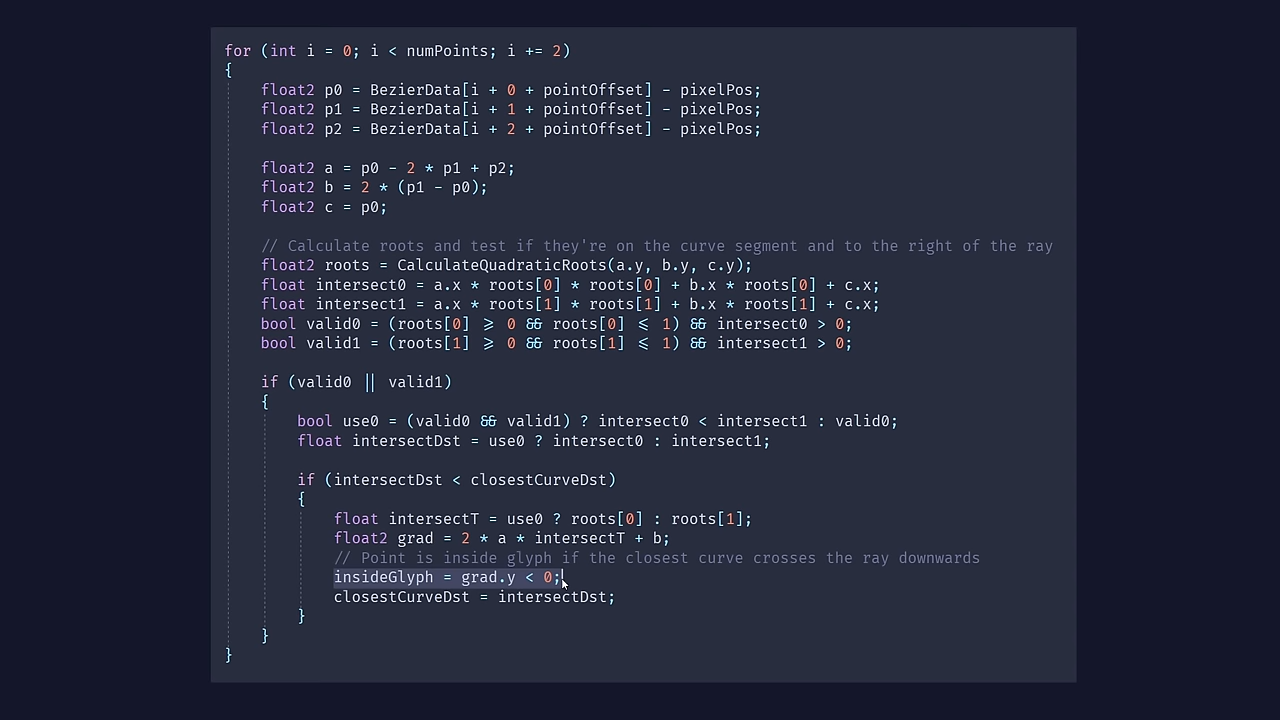 for (int i = 0; i < numPoints; i += 2)
{
    float2 p0 = BezierData[i + 0 + pointOffset] - pixelPos;
    float2 p1 = BezierData[i + 1 + pointOffset] - pixelPos;
    float2 p2 = BezierData[i + 2 + pointOffset] - pixelPos;

    float2 a = p0 - 2 * p1 + p2;
    float2 b = 2 * (p1 - p0);
    float2 c = p0;

    // Calculate roots and test if they're on the curve segment and to the right of the ray
    float2 roots = CalculateQuadraticRoots(a.y, b.y, c.y);
    float intersect0 = a.x * roots[0] * roots[0] + b.x * roots[0] + c.x;
    float intersect1 = a.x * roots[1] * roots[1] + b.x * roots[1] + c.x;
    bool valid0 = (roots[0] >= 0 && roots[0] <= 1) && intersect0 > 0;
    bool valid1 = (roots[1] >= 0 && roots[1] <= 1) && intersect1 > 0;

    if (valid0 || valid1)
    {
        bool use0 = (valid0 && valid1) ? intersect0 < intersect1 : valid0;
        float intersectDst = use0 ? intersect0 : intersect1;

        if (intersectDst < closestCurveDst)
        {
            float intersectT = use0 ? roots[0] : roots[1];
            float2 grad = 2 * a * intersectT + b;
            // Point is inside glyph if the closest curve crosses the ray downwards
            insideGlyph = grad.y < 0;
            closestCurveDst = intersectDst;
        }
    }
}